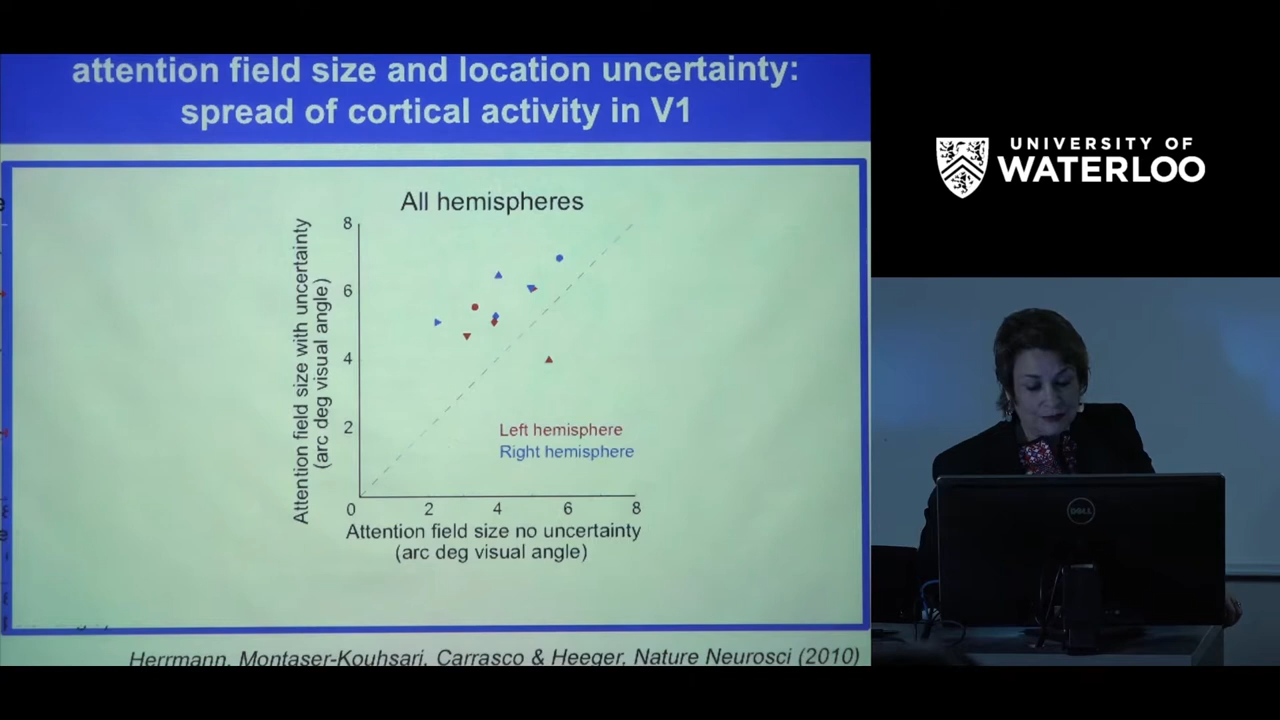 attention field size and location uncertainty:
spread of cortical activity in V1
All hemispheres
Attention field size with uncertainty
(arc deg visual angle)
8
6
4
2
0
2
4
6
8
Left hemisphere
Right hemisphere
Attention field size no uncertainty
(arc deg visual angle)
Herrmann, Montaser-Kouhsari, Carrasco & Heeger, Nature Neurosci (2010)
UNIVERSITY OF
WATERLOO
DELL